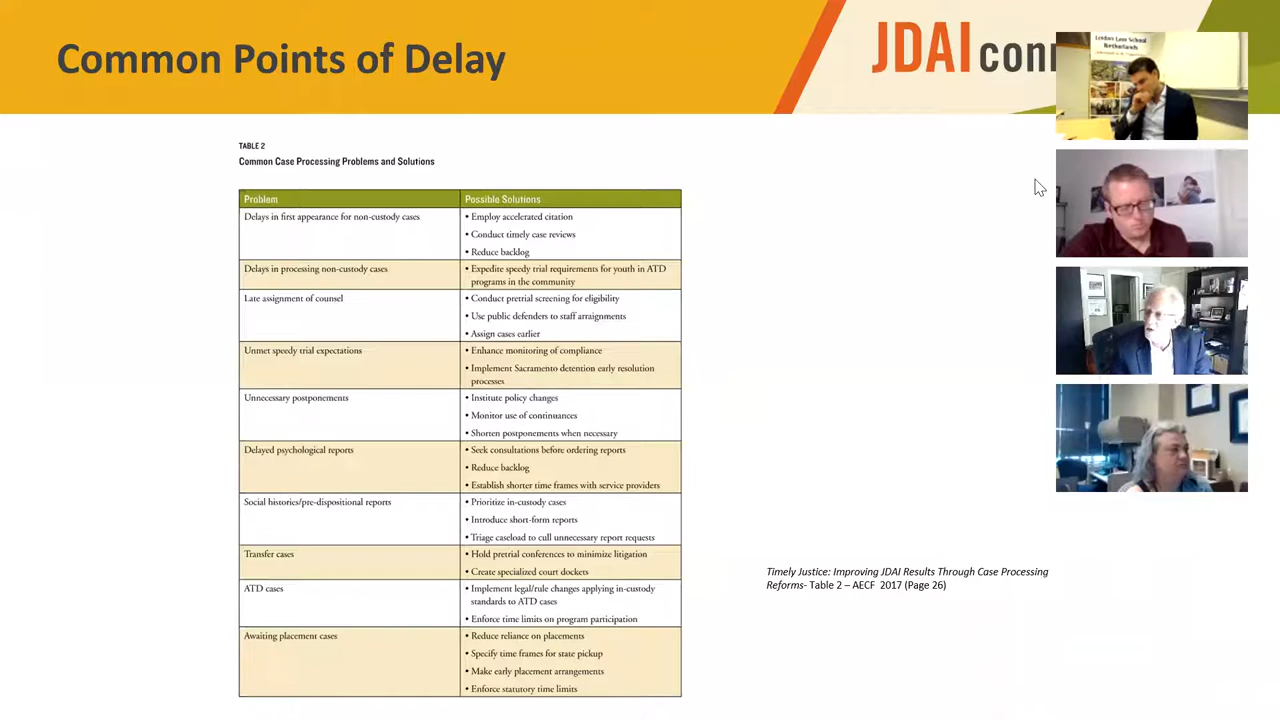 Common Points of Delay
JDAI conn
TABLE 2
Common Case Processing Problems and Solutions
Problem
Possible Solutions
Delays in first appearance for non-custody cases
• Employ accelerated citation
• Conduct timely case reviews
• Reduce backlog
Delays in processing non-custody cases
• Expedite speedy trial requirements for youth in ATD
programs in the community
Late assignment of counsel
• Conduct pretrial screening for eligibility
• Use public defenders to staff arraignments
• Assign cases earlier
Unmet speedy trial expectations
• Enhance monitoring of compliance
• Implement Sacramento detention early resolution
processes
Unnecessary postponements
• Institute policy changes
• Monitor use of continuances
• Shorten postponements when necessary
Delayed psychological reports
• Seek consultations before ordering reports
• Reduce backlog
• Establish shorter time frames with service providers
Social histories/pre-dispositional reports
• Prioritize in-custody cases
• Introduce short-form reports
• Triage caseload to cull unnecessary report requests
Transfer cases
• Hold pretrial conferences to minimize litigation
• Create specialized court dockets
ATD cases
• Implement legal/rule changes applying in-custody
standards to ATD cases
• Enforce time limits on program participation
Awaiting placement cases
• Reduce reliance on placements
• Specify time frames for state pickup
• Make early placement arrangements
• Enforce statutory time limits
Timely Justice: Improving JDAI Results Through Case Processing
Reforms- Table 2 – AECF 2017 (Page 26)
Law School
Netherlands